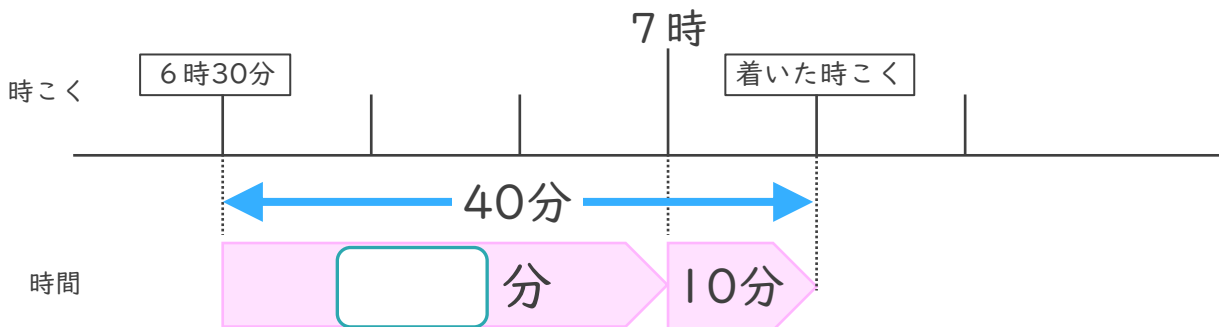 7時
時こく
6時30分
着いた時こく
40分
時間
分
10分